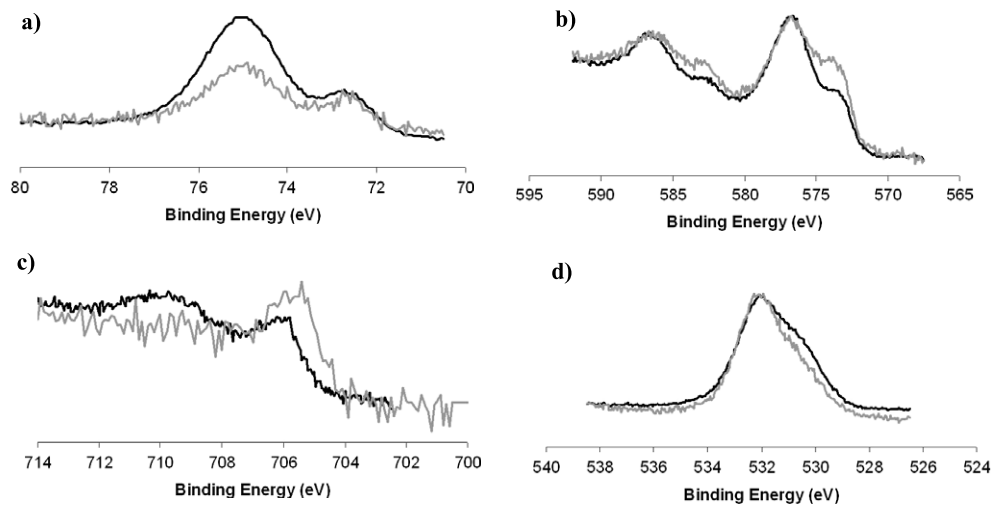 a)
80 78 76 74 72 70
Binding Energy (eV)
b)
595 590 585 580 575 570 565
Binding Energy (eV)
c)
714 712 710 708 706 704 702 700
Binding Energy (eV)
d)
540 538 536 534 532 530 528 526 524
Binding Energy (eV)